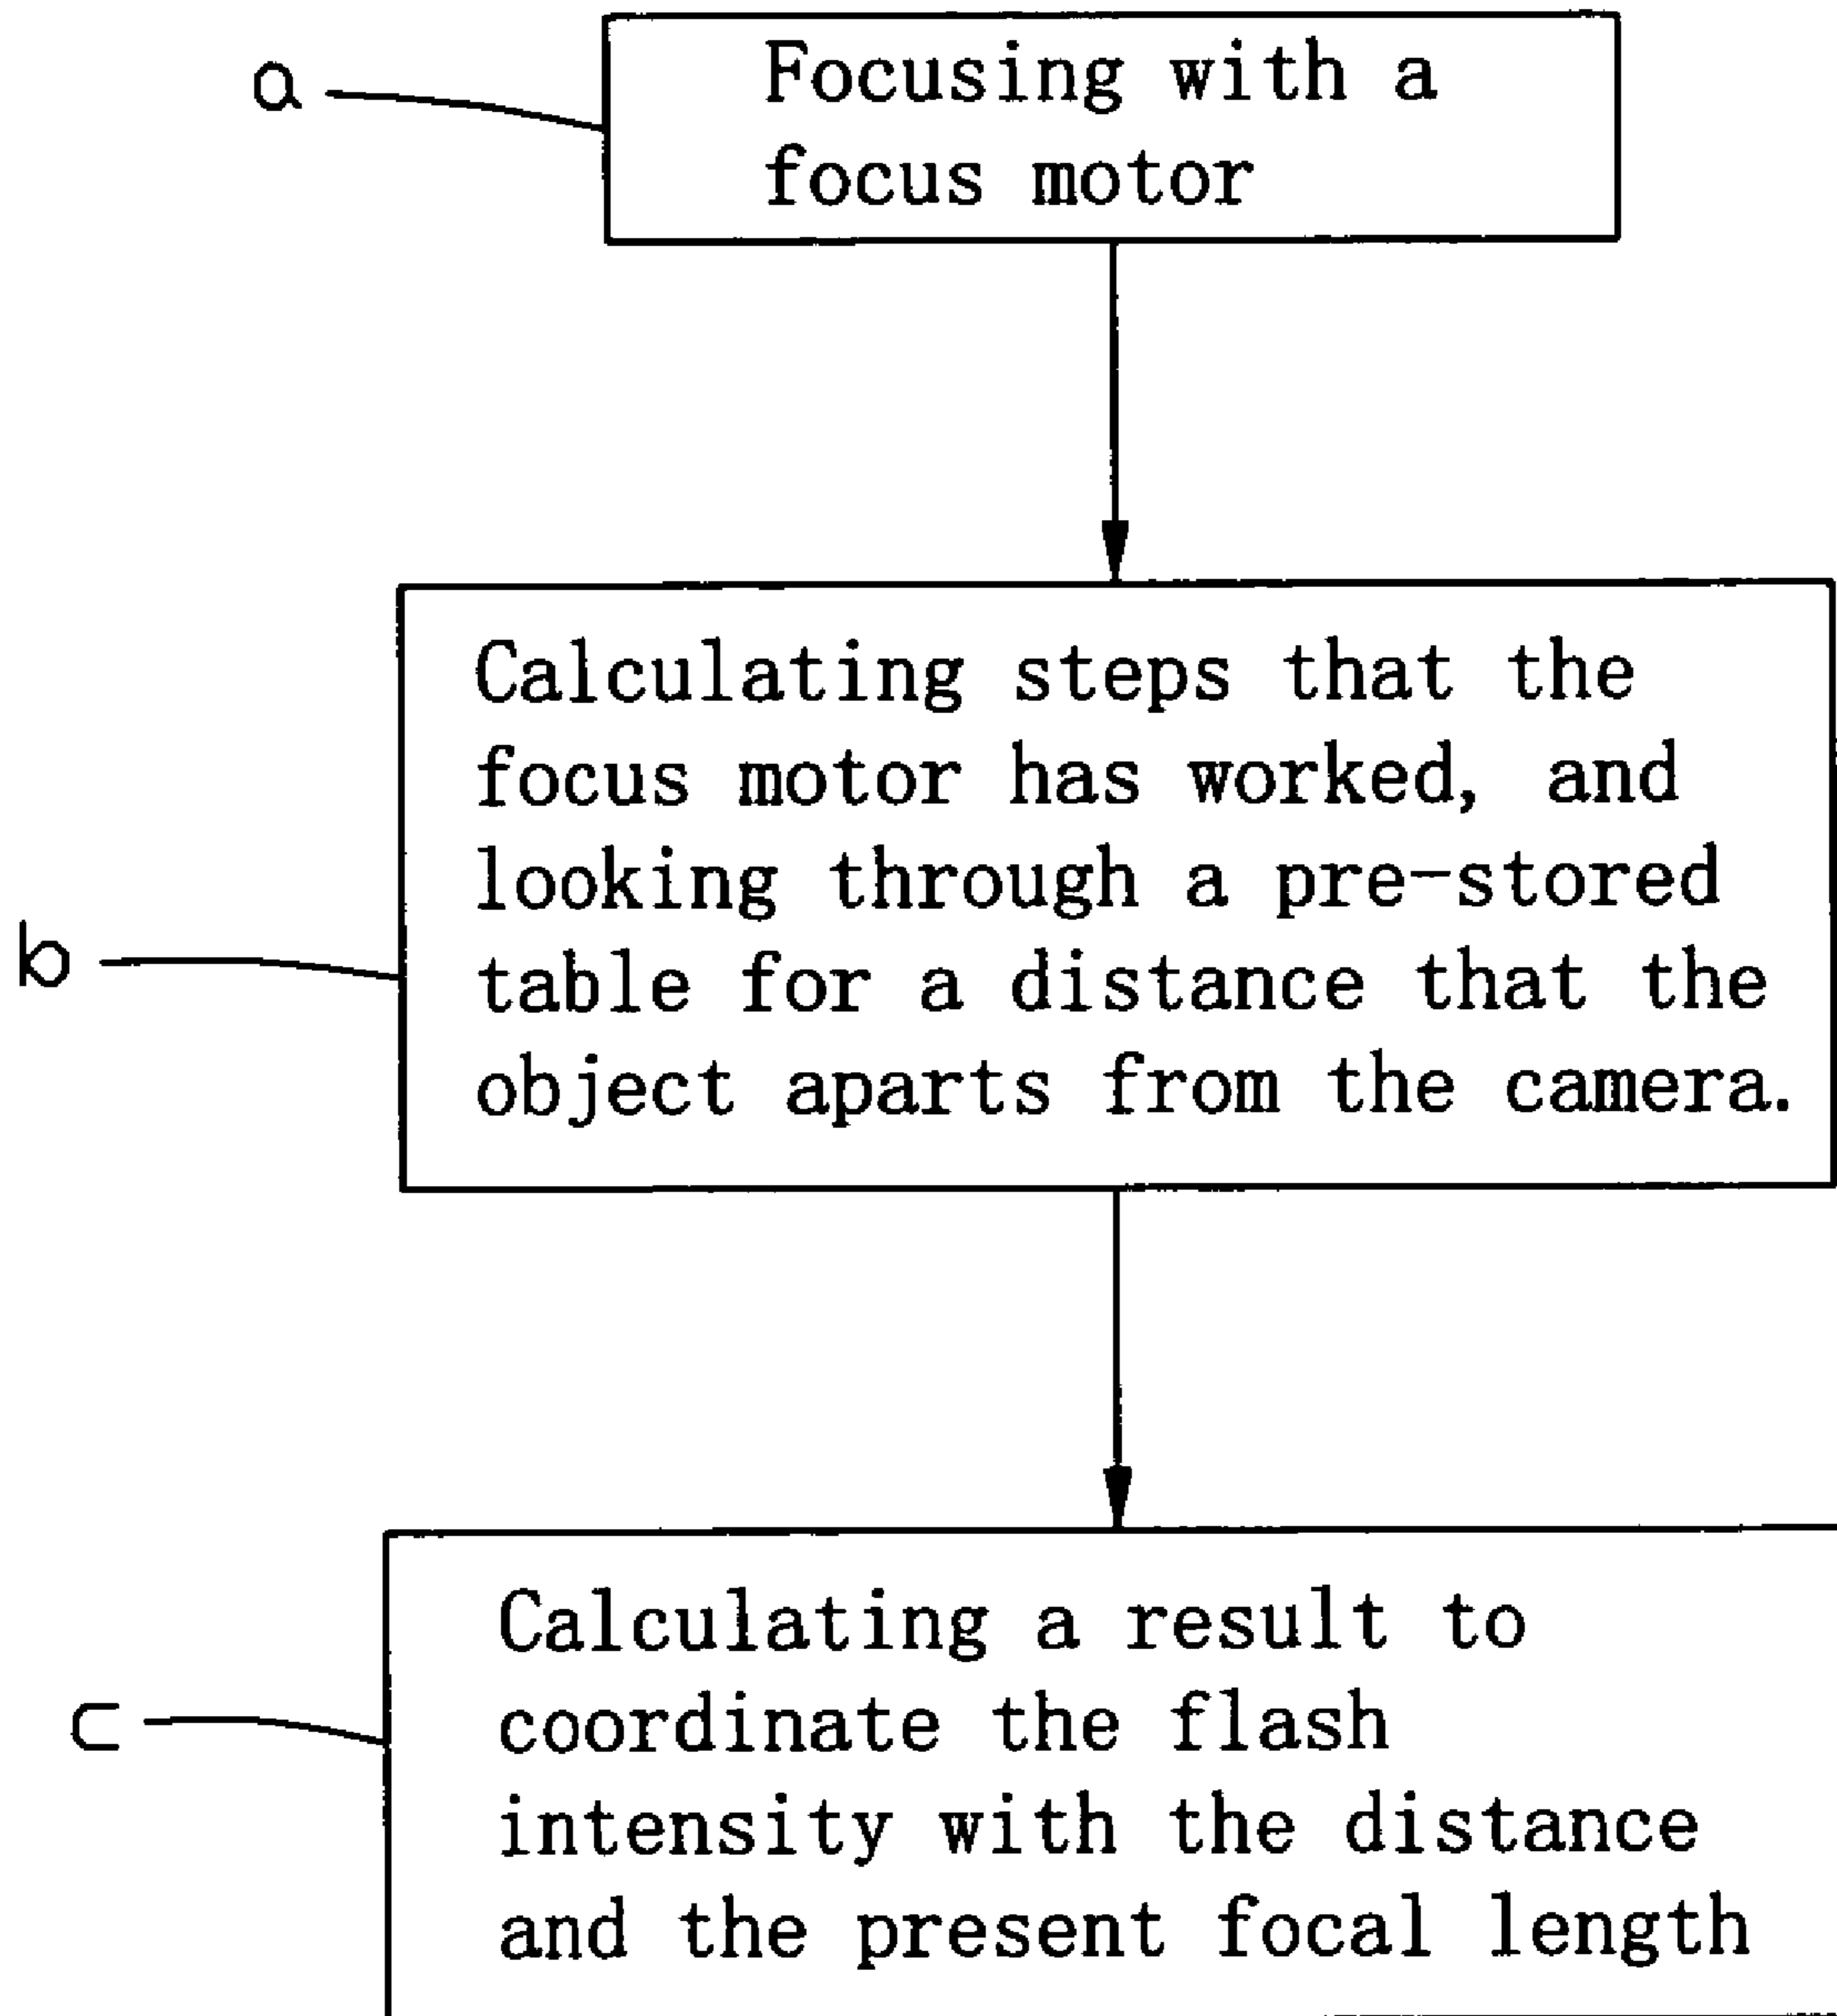 a
Focusing with a
focus motor
b
Calculating steps that the
focus motor has worked, and
looking through a pre-stored
table for a distance that the
object aparts from the camera.
c
Calculating a result to
coordinate the flash
intensity with the distance
and the present focal length